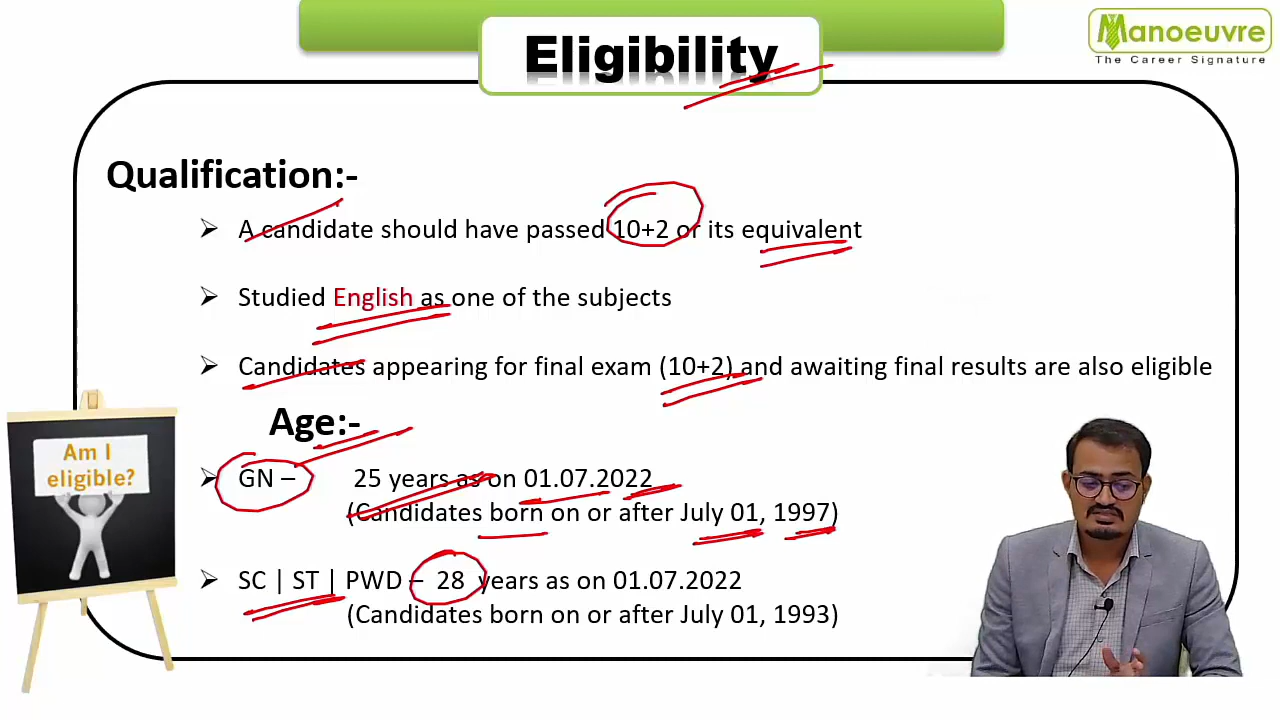 Eligibility
Manoeuvre
The Career Signature
Qualification:-
A candidate should have passed 10+2 or its equivalent
Studied English as one of the subjects
Candidates appearing for final exam (10+2) and awaiting final results are also eligible
Age:-
GN – 25 years as on 01.07.2022
(Candidates born on or after July 01, 1997)
SC | ST | PWD – 28 years as on 01.07.2022
(Candidates born on or after July 01, 1993)
Am I
eligible?